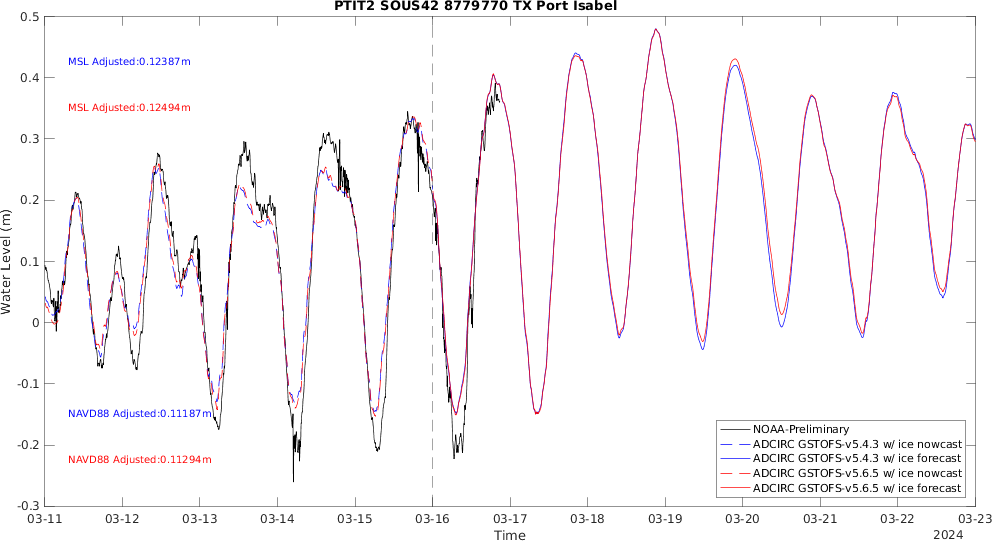 PTIT2 SOUS42 8779770 TX Port Isabel
0.5
0.4
0.3
0.2
0.1
0
-0.1
-0.2
-0.3
Water Level (m)
MSL Adjusted:0.12387m
MSL Adjusted:0.12494m
NAVD88 Adjusted:0.11187m
NAVD88 Adjusted:0.11294m
NOAA-Preliminary
ADCIRC GSTOFS-v5.4.3 w/ ice nowcast
ADCIRC GSTOFS-v5.4.3 w/ ice forecast
ADCIRC GSTOFS-v5.6.5 w/ ice nowcast
ADCIRC GSTOFS-v5.6.5 w/ ice forecast
03-11 03-12 03-13 03-14 03-15 03-16 03-17 03-18 03-19 03-20 03-21 03-22 03-23
Time
2024